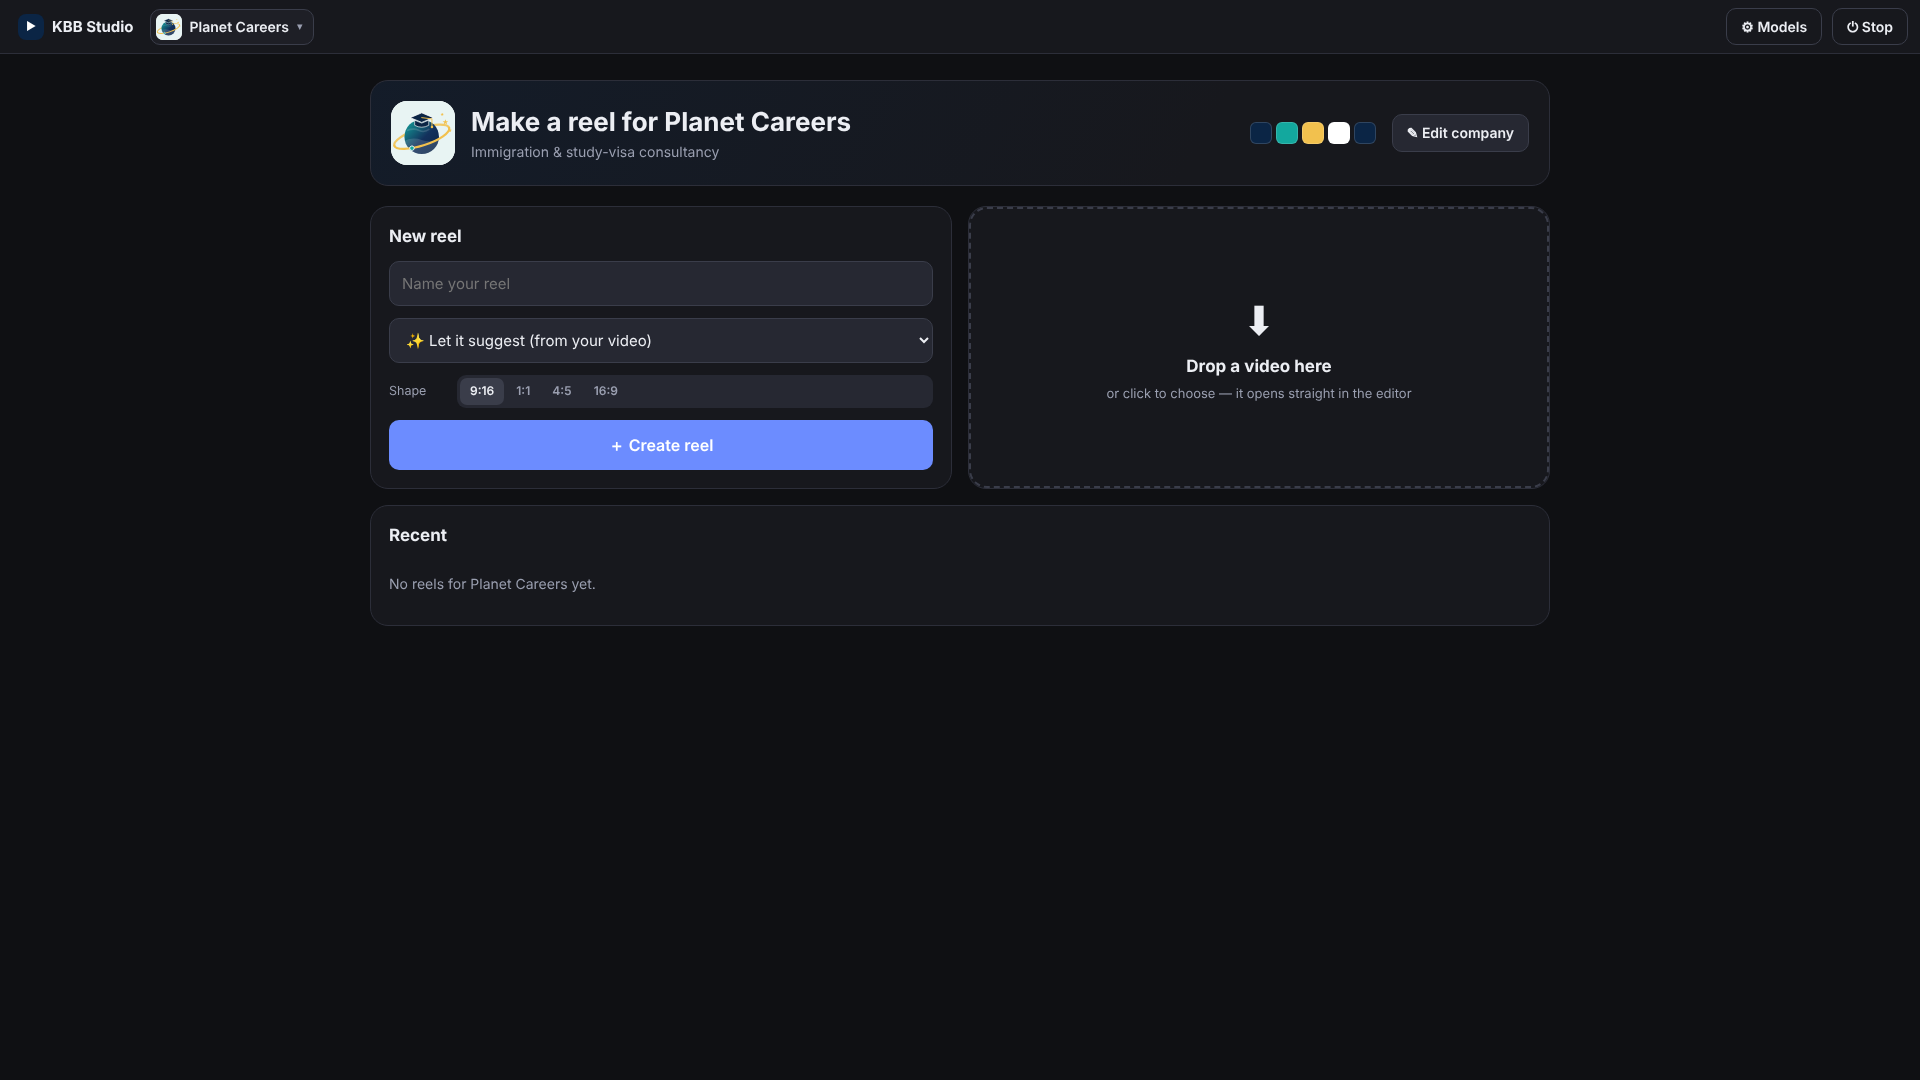 KBB Studio
Planet Careers
Models
Stop
Make a reel for Planet Careers
Immigration & study-visa consultancy
Edit company
New reel
Name your reel
✨ Let it suggest (from your video)
Shape
9:16 1:1 4:5 16:9
+ Create reel
Drop a video here
or click to choose — it opens straight in the editor
Recent
No reels for Planet Careers yet.